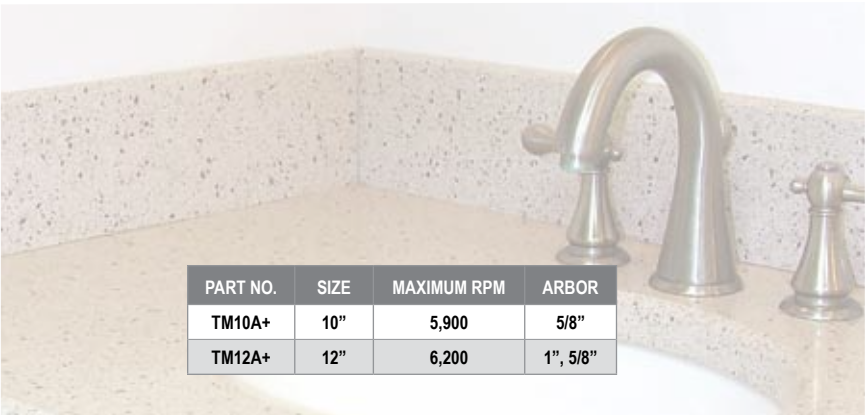 PART NO. SIZE MAXIMUM RPM ARBOR
TM10A+ 10” 5,900 5/8”
TM12A+ 12” 6,200 1”, 5/8”